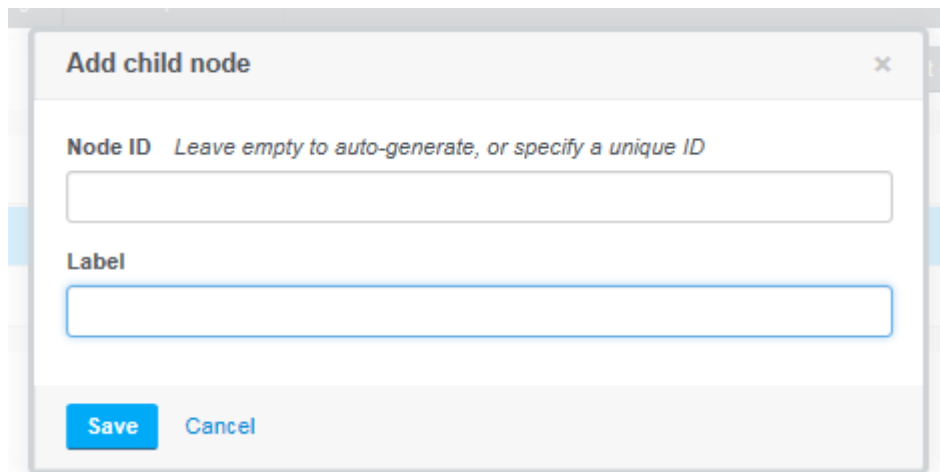 Add child node ×
Node ID Leave empty to auto-generate, or specify a unique ID
Label
Save Cancel